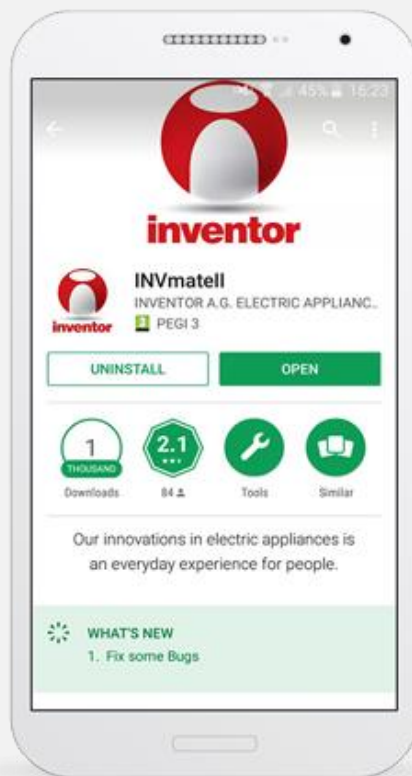 45% 16:23
inventor
INVmatell
INVENTOR A.G. ELECTRIC APPLIANC..
inventor
3 PEGI 3
UNINSTALL
OPEN
1
THOUSAND
2.1
Downloads
84
Tools
Similar
Our innovations in electric appliances is
an everyday experience for people.
WHAT'S NEW
1. Fix some Bugs